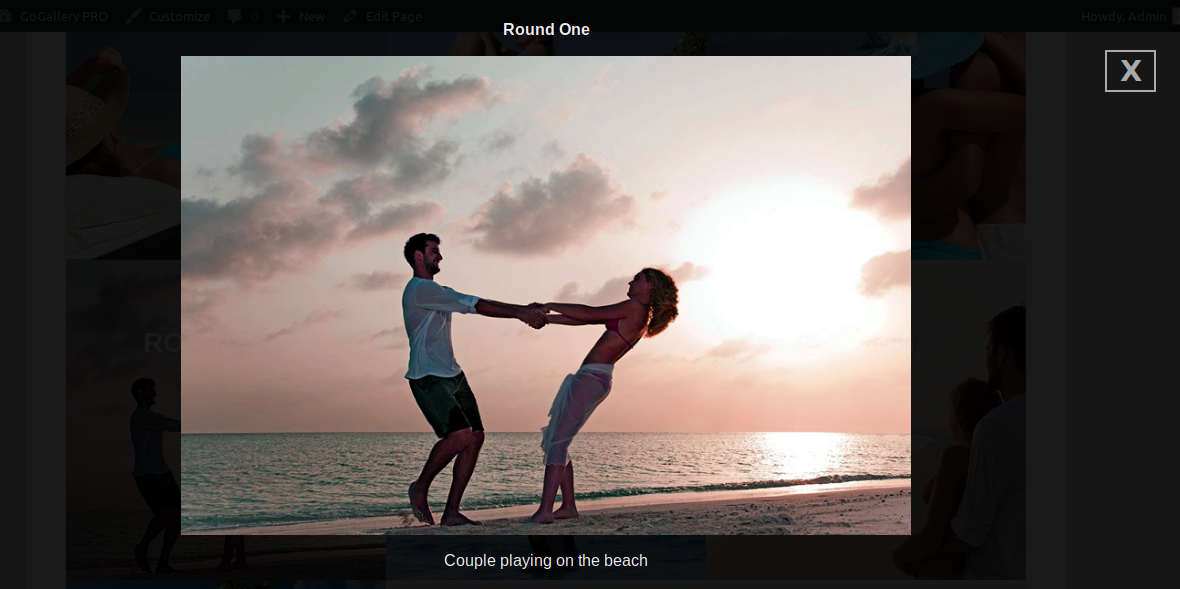 GoGallery PRO Customize 0 New Edit Page Howdy, Admin
Round One
X
RO
Couple playing on the beach